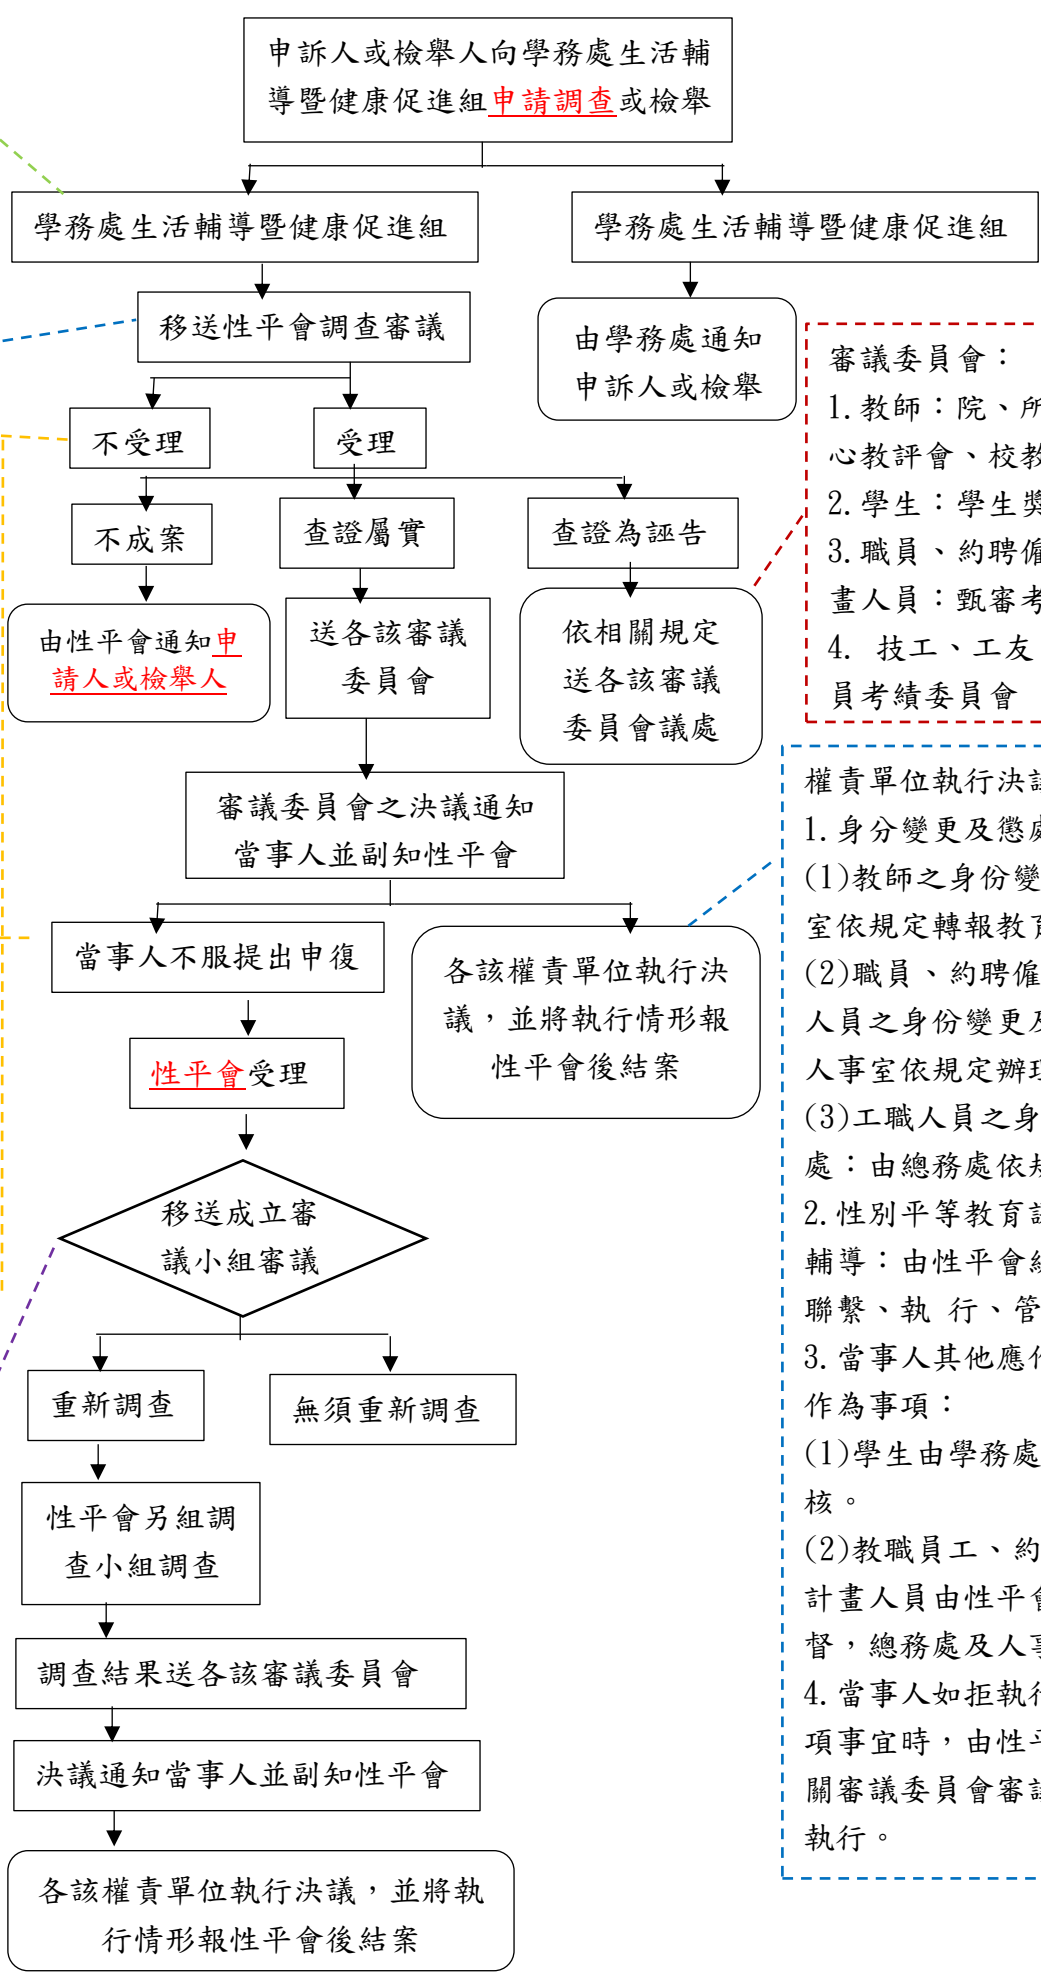 申訴人或檢舉人向學務處生活輔
導暨健康促進組申請調查或檢舉
學務處生活輔導暨健康促進組
學務處生活輔導暨健康促進組
移送性平會調查審議
由學務處通知
申訴人或檢舉
不受理
受理
不成案
查證屬實
查證為誣告
由性平會通知申
請人或檢舉人
送各該審議
委員會
依相關規定
送各該審議
委員會議處
審議委員會之決議通知
當事人並副知性平會
當事人不服提出申復
各該權責單位執行決
議，並將執行情形報
性平會後結案
性平會受理
移送成立審
議小組審議
重新調查
無須重新調查
性平會另組調
查小組調查
調查結果送各該審議委員會
決議通知當事人並副知性平會
各該權責單位執行決議，並將執
行情形報性平會後結案
審議委員會：
1.教師：院、所
心教評會、校教
2.學生：學生獎
3.職員、約聘僱
畫人員：甄審考
4. 技工、工友
員考績委員會
權責單位執行決議
1.身分變更及懲處
(1)教師之身份變
室依規定轉報教育
(2)職員、約聘僱
人員之身份變更及
人事室依規定辦理
(3)工職人員之身
處：由總務處依規
2.性別平等教育課
輔導：由性平會統
聯繫、執 行、管
3.當事人其他應作
作為事項：
(1)學生由學務處
核。
(2)教職員工、約
計畫人員由性平會
督，總務處及人事
4.當事人如拒執行
項事宜時，由性平
關審議委員會審議
執行。